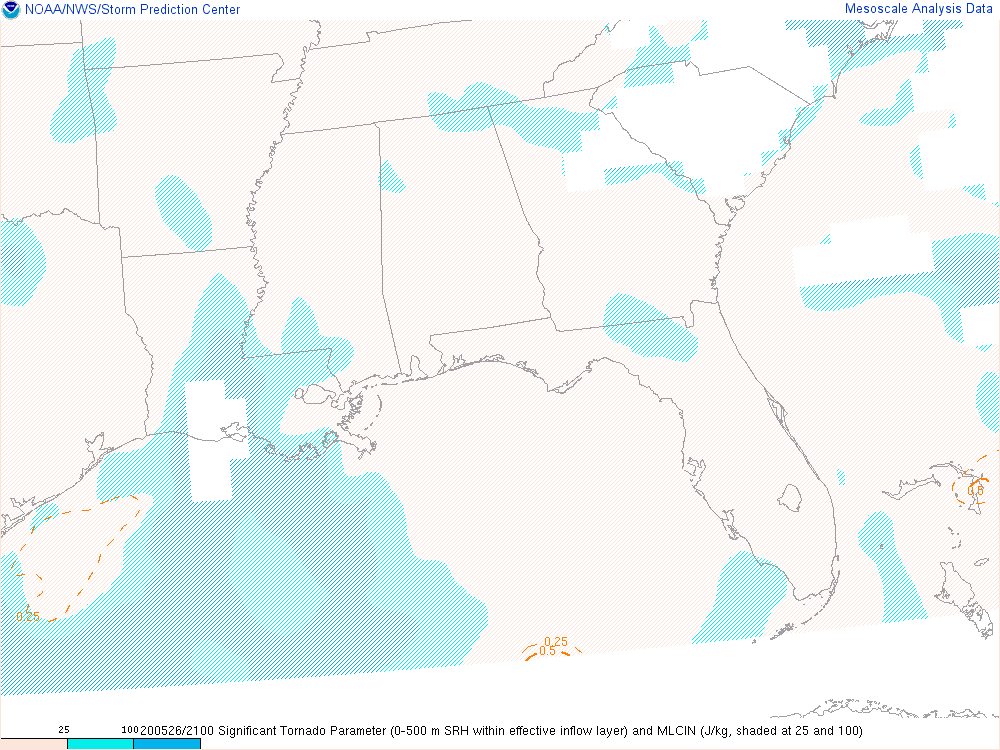 NOAA/NWS/Storm Prediction Center
Mesoscale Analysis Data
0.5
0.25
0.25
0.5
25 100
200526/2100 Significant Tornado Parameter (0-500 m SRH within effective inflow layer) and MLCIN (J/kg, shaded at 25 and 100)